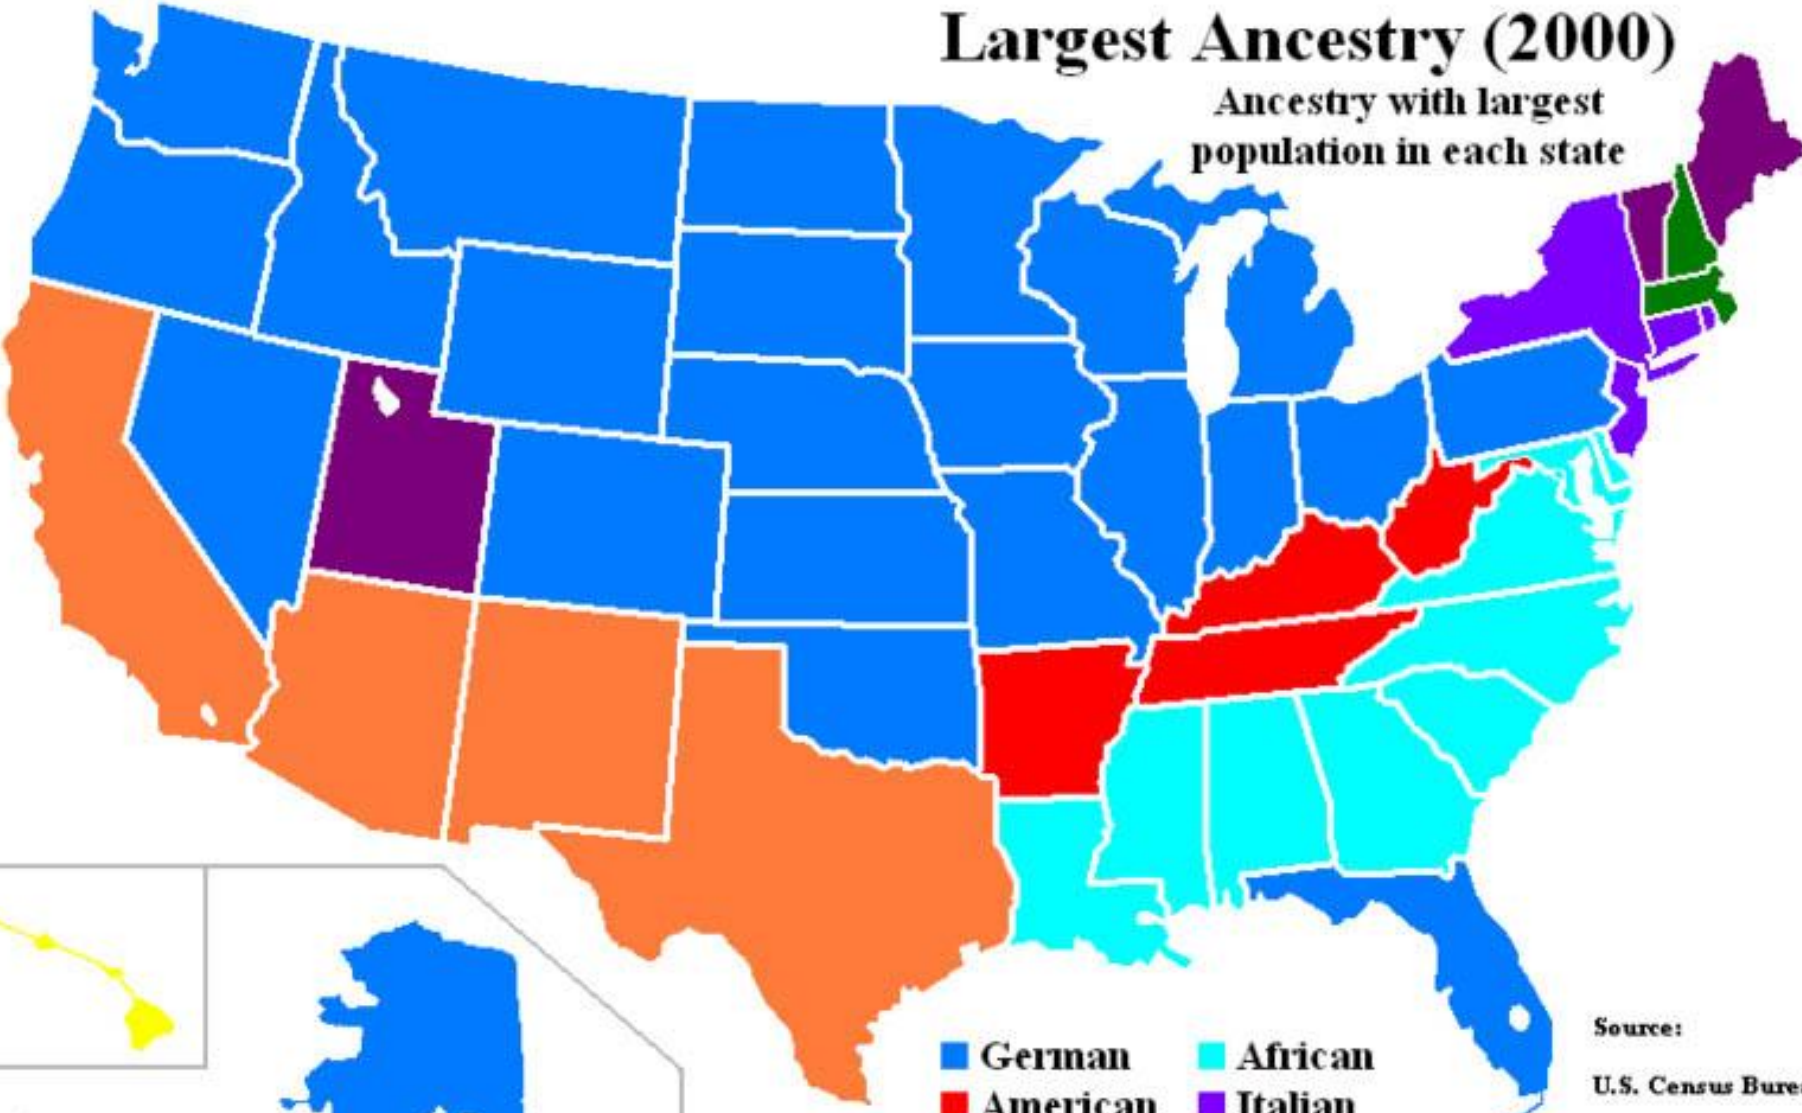 Largest Ancestry (2000)
Ancestry with largest
population in each state
German
African
American
Italian
Source:
U.S. Census